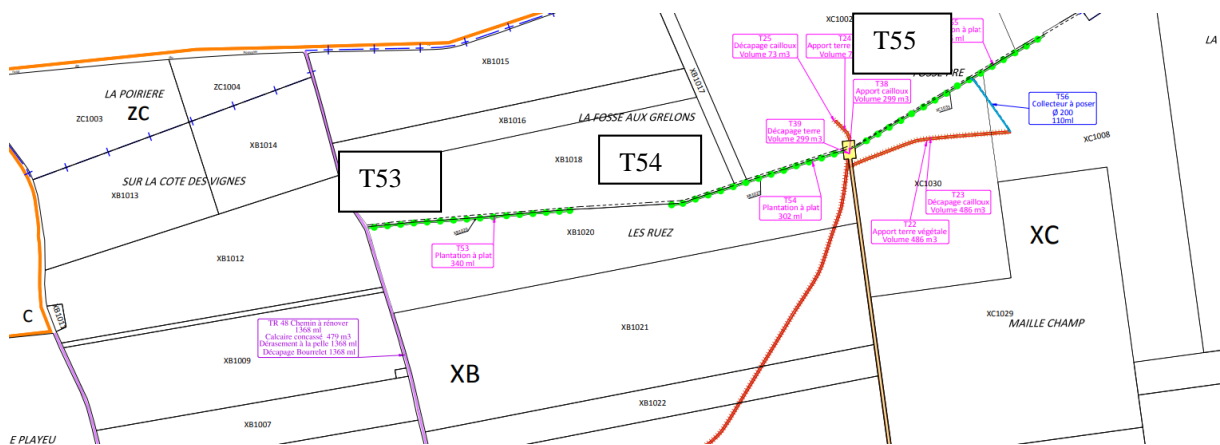 XC1002
T25
Décapage cailloux
Volume 73 m3
T24
Apport terre
T55
LA
XB1015
LA POIRIERE
ZC
ZC1004
ZC1003
XB1017
T38
Apport cailloux
Volume 299 m3
T56
Collecteur à poser
Ø 200
110ml
XB1016
LA FOSSE AUX GRELONS
T39
Décapage terre
Volume 299 m3
XC1008
XB1014
XB1018
T53
T54
SUR LA COTE DES VIGNES
XB1013
XC1030
T23
Décapage cailloux
Volume 486 m3
T54
Plantation à plat
302 ml
T22
Apport terre végétale
Volume 486 m3
XB1020
LES RUEZ
XC
T53
Plantation à plat
340 ml
XB1012
C
XC1029
MAILLE CHAMP
TR 48 Chemin à rénover
1368 ml
Calcaire concassé 479 m3
Dérasement à la pelle 1368 ml
Décapage Bourrelet 1368 ml
XB1021
XB1009
XB
XB1022
XB1007
E PLAYEU